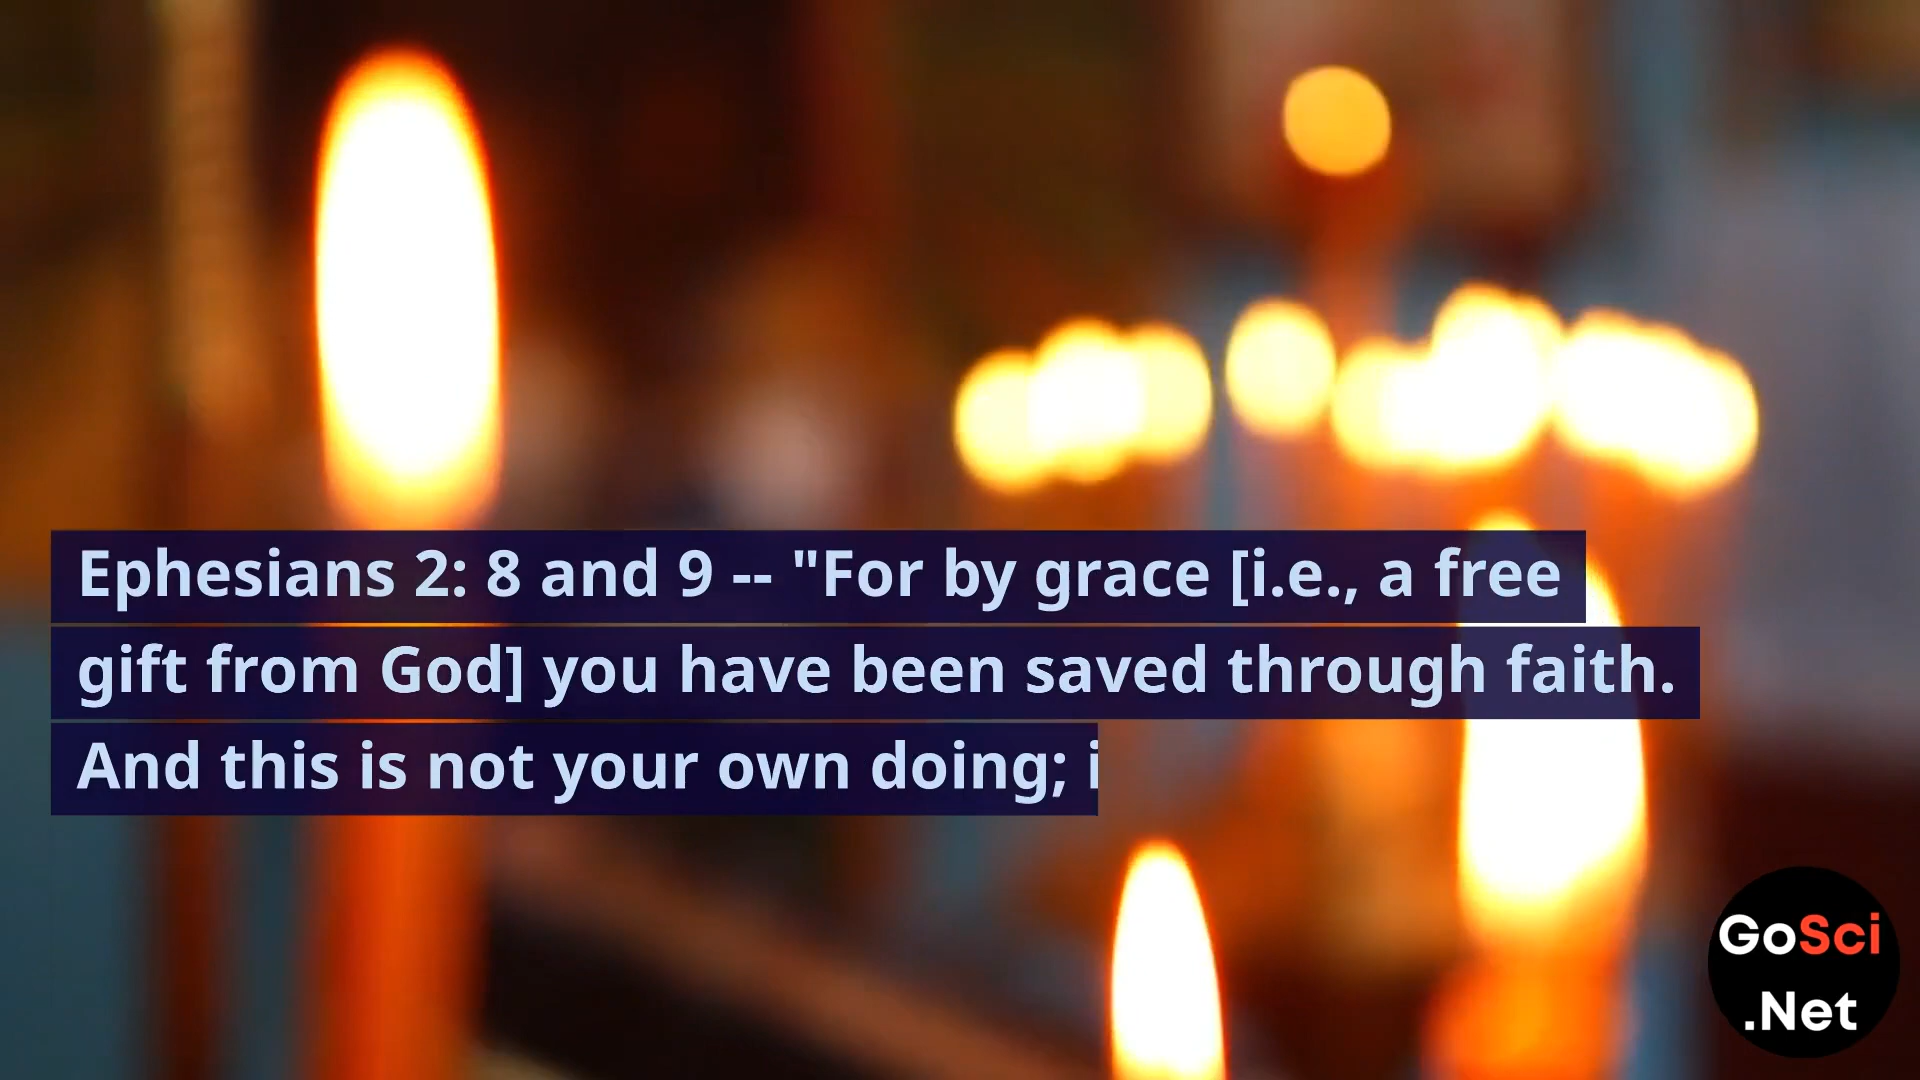 Ephesians 2: 8 and 9 -- "For by grace [i.e., a free
gift from God] you have been saved through faith.
And this is not your own doing; i
GoSci
.Net